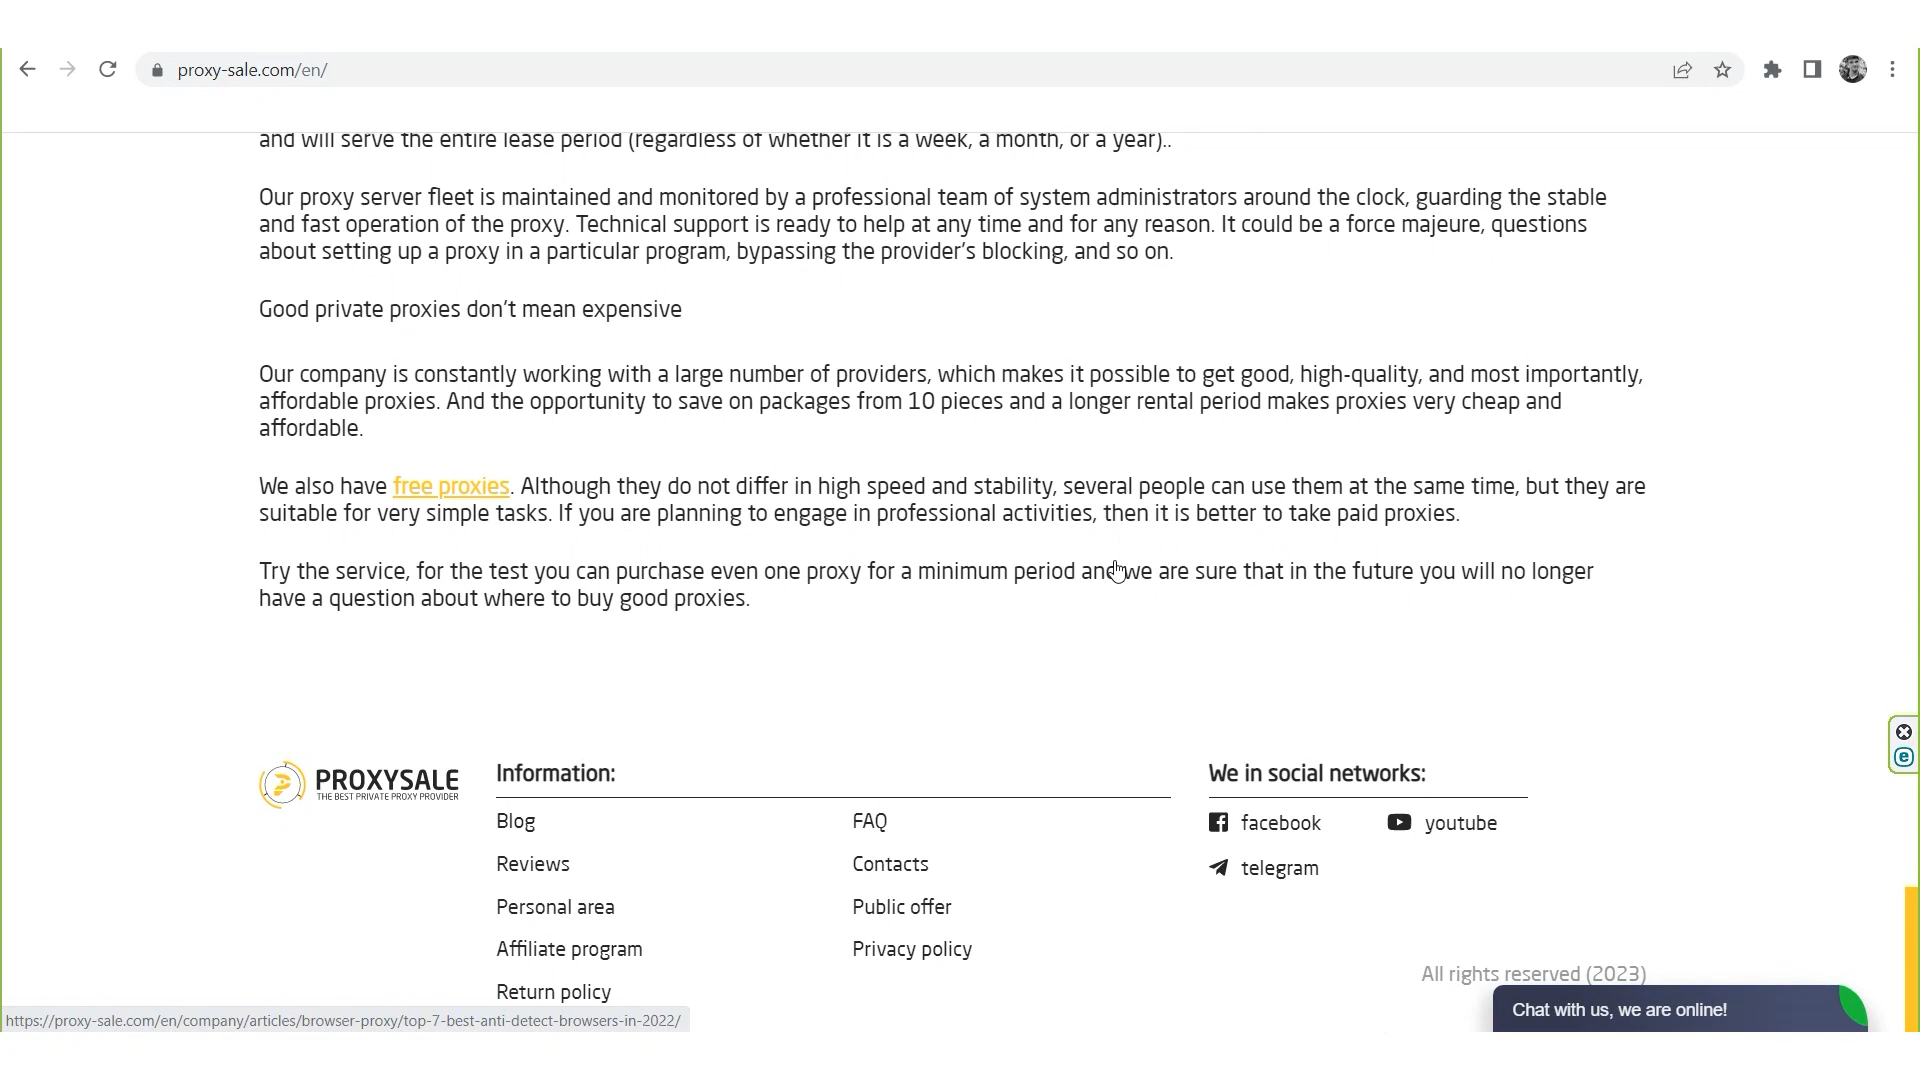 proxy-sale.com/en/
and will serve the entire lease period (regardless of whether it is a week, a month, or a year)..
Our proxy server fleet is maintained and monitored by a professional team of system administrators around the clock, guarding the stable
and fast operation of the proxy. Technical support is ready to help at any time and for any reason. It could be a force majeure, questions
about setting up a proxy in a particular program, bypassing the provider's blocking, and so on.
Good private proxies don't mean expensive
Our company is constantly working with a large number of providers, which makes it possible to get good, high-quality, and most importantly,
affordable proxies. And the opportunity to save on packages from 10 pieces and a longer rental period makes proxies very cheap and
affordable.
We also have free proxies. Although they do not differ in high speed and stability, several people can use them at the same time, but they are
suitable for very simple tasks. If you are planning to engage in professional activities, then it is better to take paid proxies.
Try the service, for the test you can purchase even one proxy for a minimum period and we are sure that in the future you will no longer
have a question about where to buy good proxies.
PROXYSALE
THE BEST PRIVATE PROXY PROVIDER
Information:
Blog
Reviews
Personal area
Affiliate program
Return policy
FAQ
Contacts
Public offer
Privacy policy
We in social networks:
facebook
youtube
telegram
All rights reserved (2023)
Chat with us, we are online!
https://proxy-sale.com/en/company/articles/browser-proxy/top-7-best-anti-detect-browsers-in-2022/